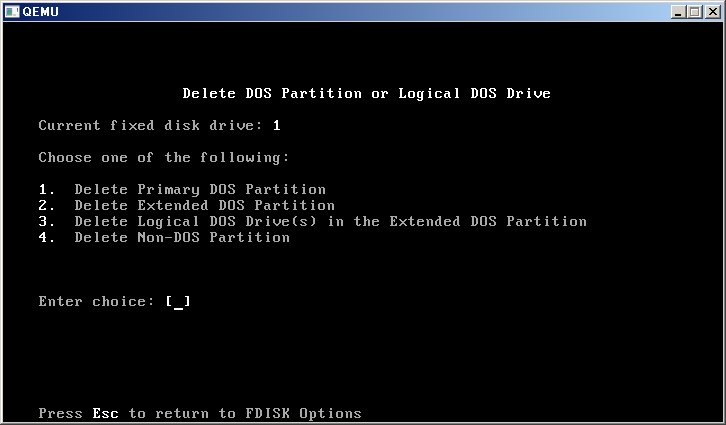 QEMU
Delete DOS Partition or Logical DOS Drive
Current fixed disk drive: 1
Choose one of the following:
1. Delete Primary DOS Partition
2. Delete Extended DOS Partition
3. Delete Logical DOS Drive(s) in the Extended DOS Partition
4. Delete Non-DOS Partition
Enter choice: [_]
Press Esc to return to FDISK Options